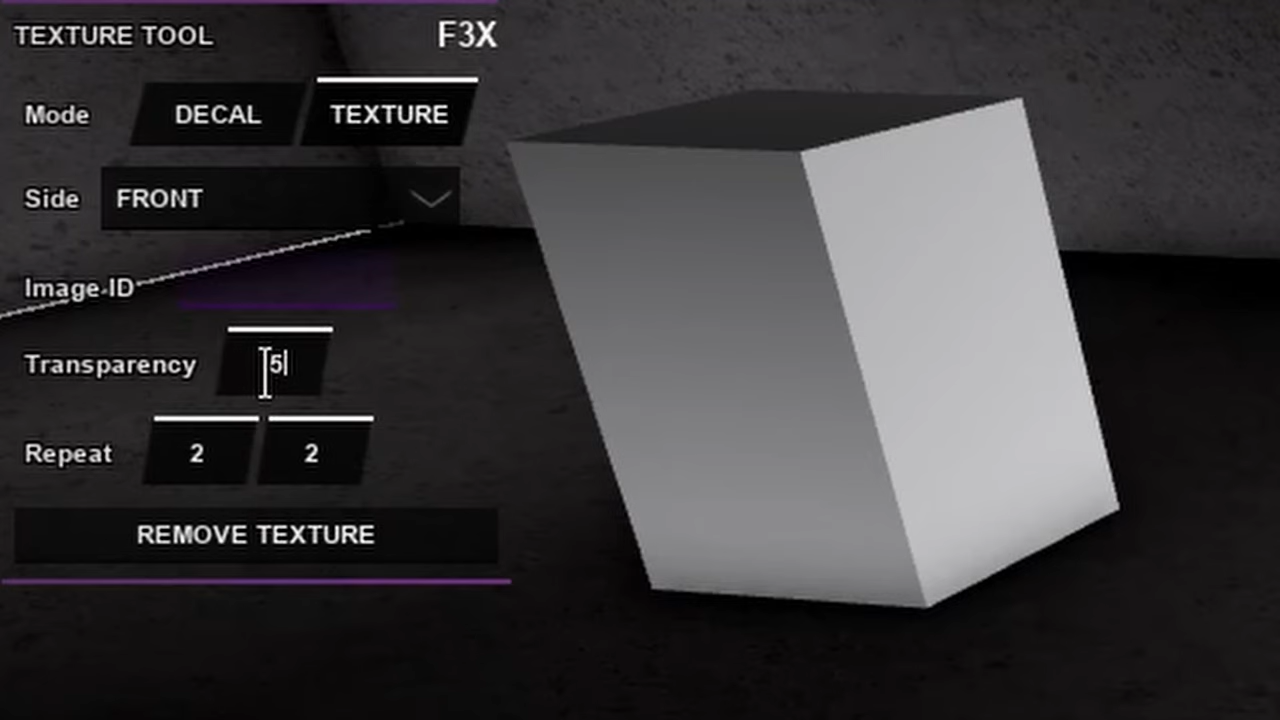 TEXTURE TOOL F3X
Mode DECAL TEXTURE
Side FRONT
Image ID
Transparency 5
Repeat 2 2
REMOVE TEXTURE